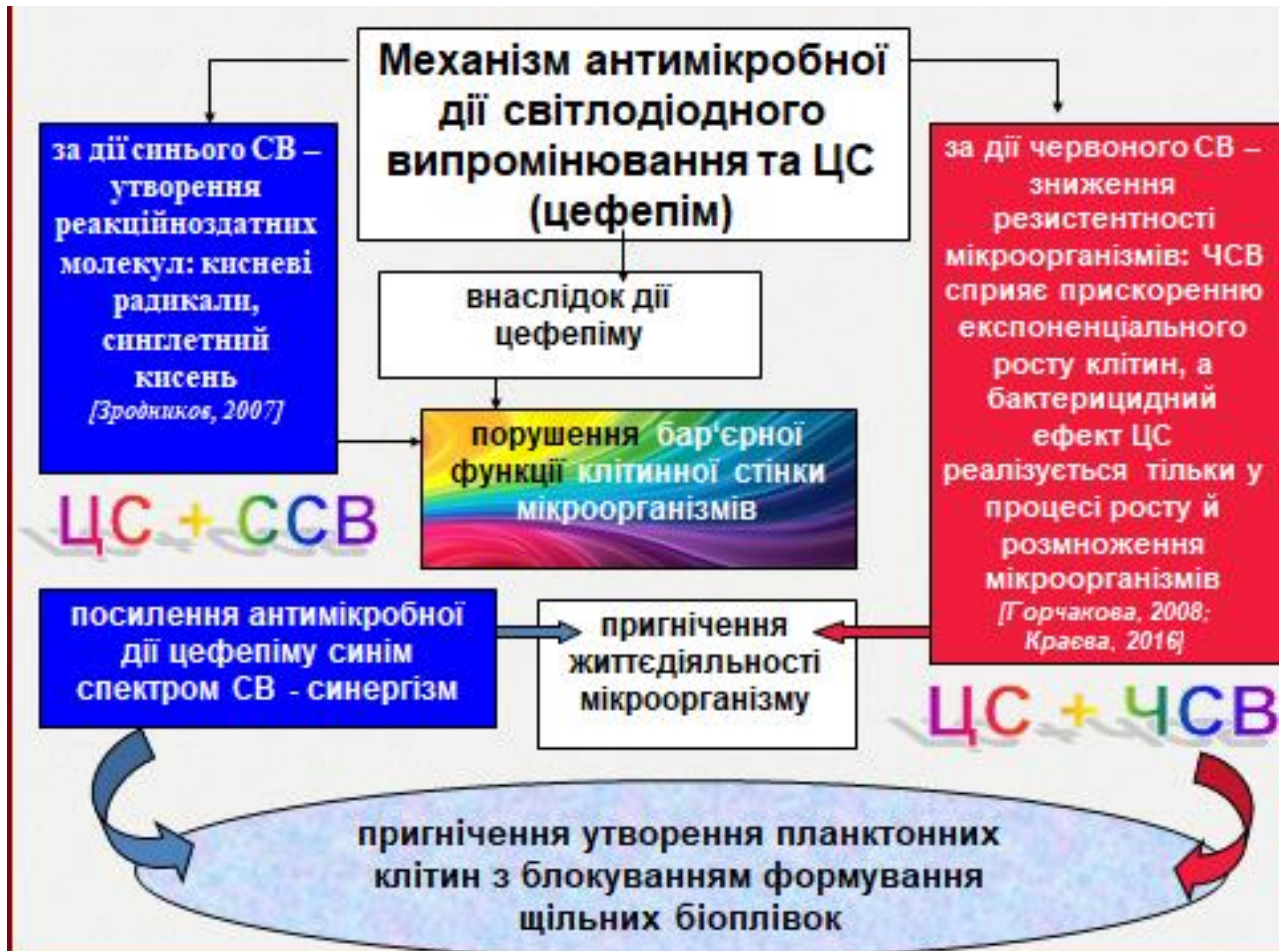 Механізм антимікробної
дії світлодіодного
випромінювання та ЦС
(цефепім)
за дії синього СВ –
утворення
реакційноздатних
молекул: кисневі
радикали,
синглетний
кисень
[Зродников, 2007]
внаслідок дії
цефепіму
порушення бар‘єрної
функції клітинної стінки
мікроорганізмів
за дії червоного СВ –
зниження
резистентності
мікроорганізмів: ЧСВ
сприяє прискоренню
експоненціального
росту клітин, а
бактерицидний
ефект ЦС
реалізується тільки у
процесі росту й
розмноження
мікроорганізмів
[Горчакова, 2008;
Краєва, 2016]
ЦС + ССВ
посилення антимікробної
дії цефепіму синім
спектром СВ - синергізм
пригнічення
життєдіяльності
мікроорганізму
ЦС + ЧСВ
пригнічення утворення планктонних
клітин з блокуванням формування
щільних біоплівок